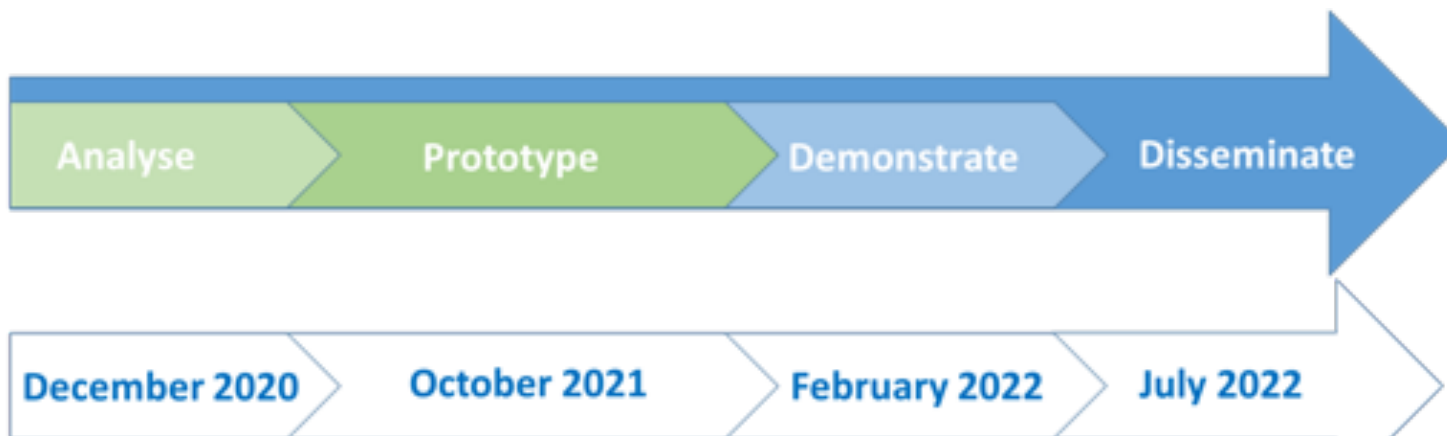 Analyse Prototype Demonstrate Disseminate
December 2020 October 2021 February 2022 July 2022